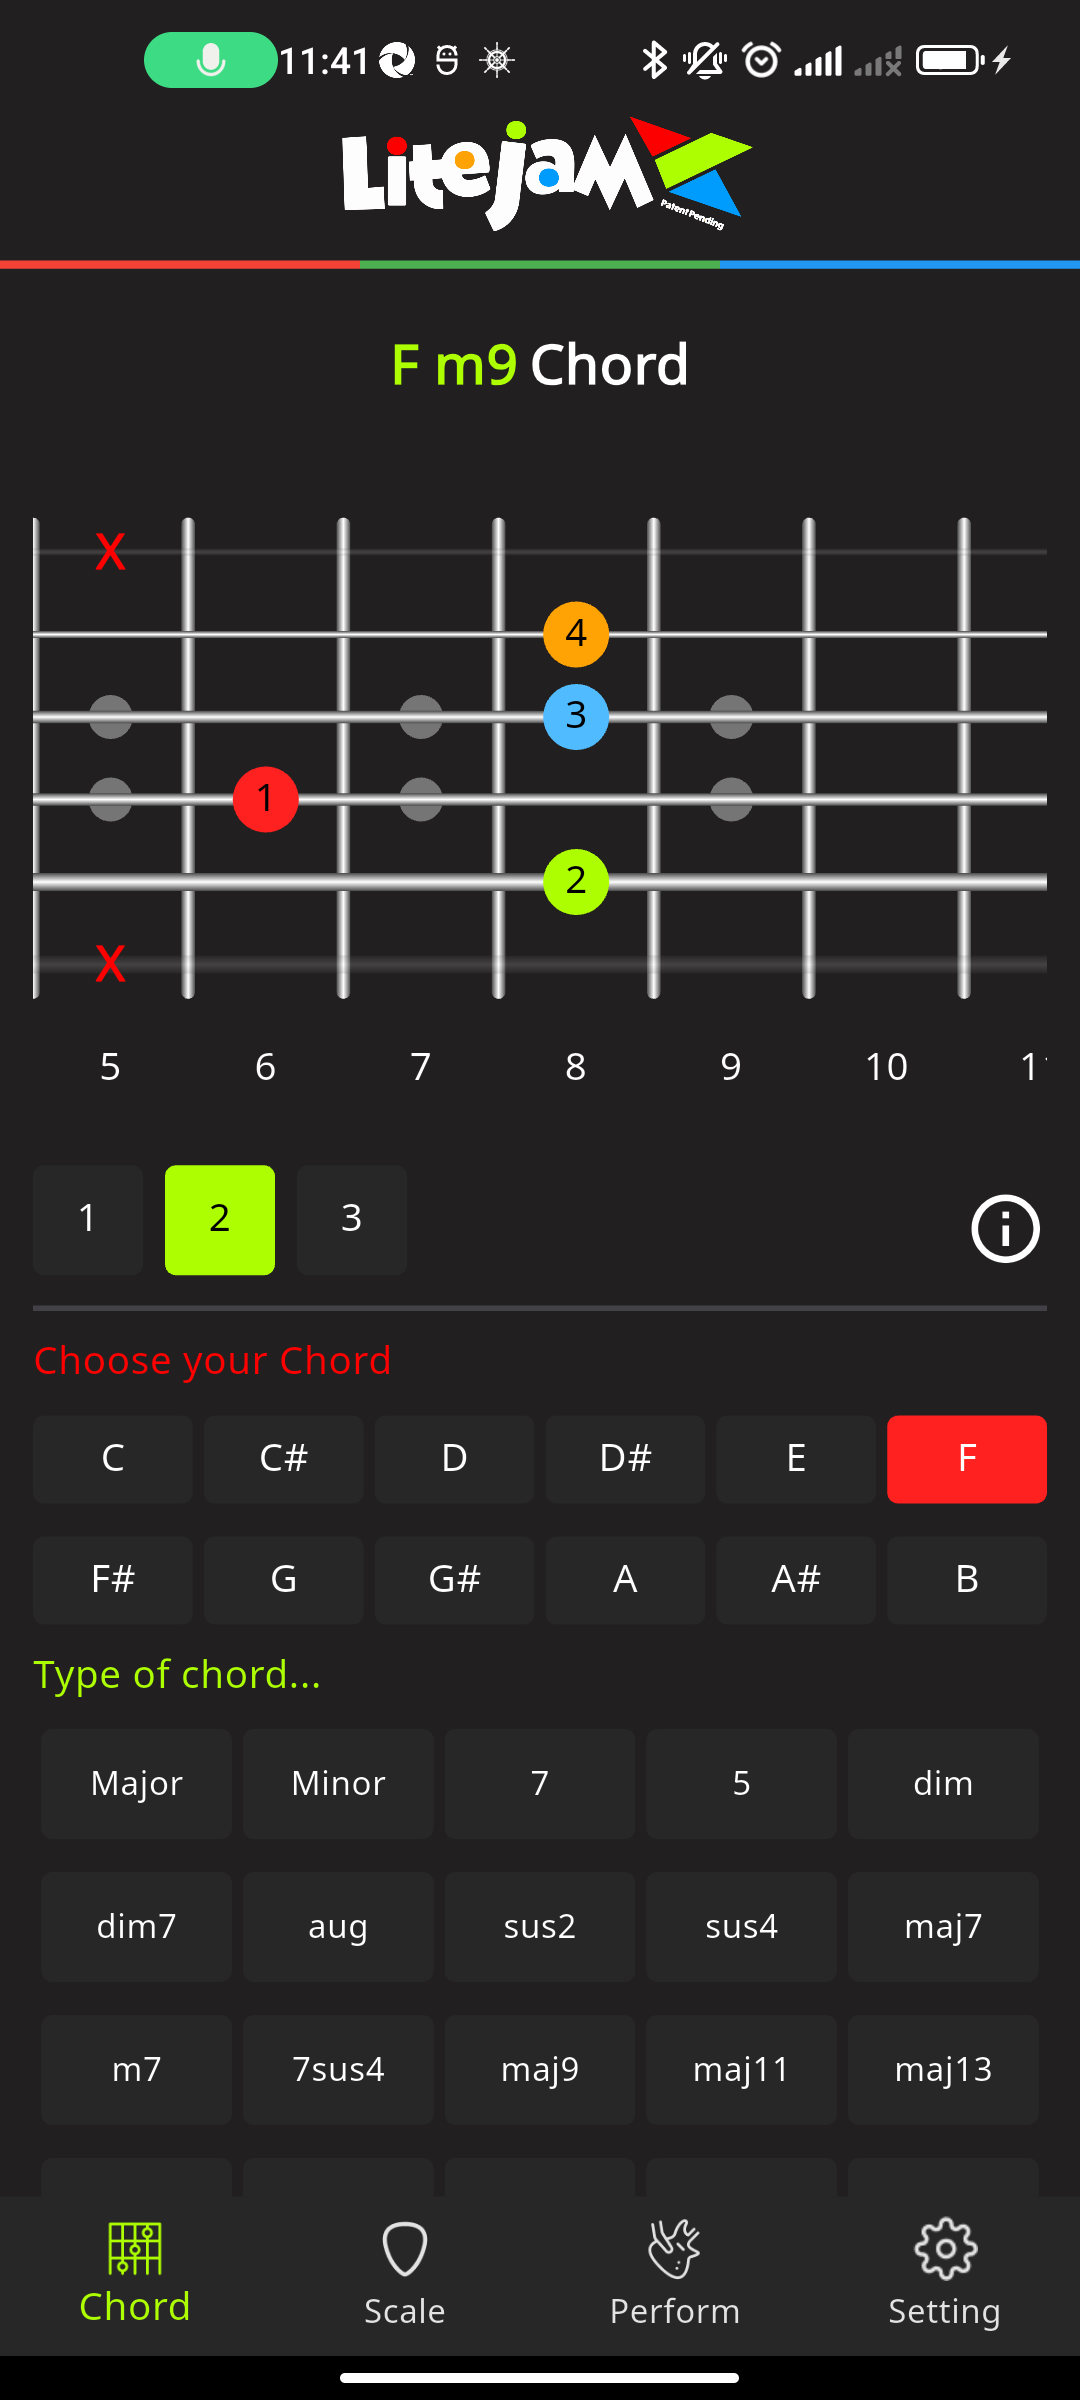 11:41
LiteJam
Patent Pending
F m9 Chord
X
4
3
1
2
X
5 6 7 8 9 10
1 2 3
Choose your Chord
C C# D D# E F
F# G G# A A# B
Type of chord...
Major Minor 7 5 dim
dim7 aug sus2 sus4 maj7
m7 7sus4 maj9 maj11 maj13
Chord Scale Perform Setting